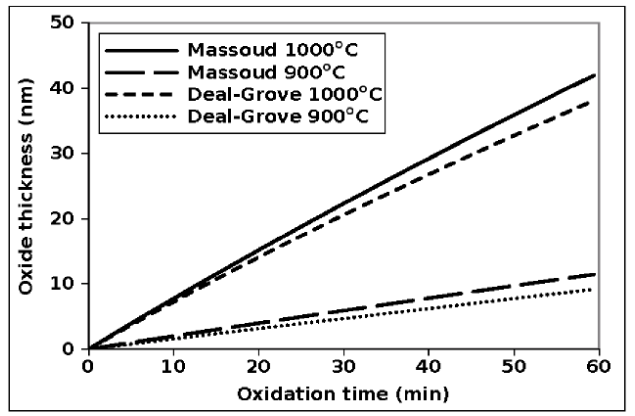 50
Massoud 1000°C
Massoud 900°C
Deal-Grove 1000°C
Deal-Grove 900°C
40
30
20
10
0
Oxide thickness (nm)
0 10 20 30 40 50 60
Oxidation time (min)